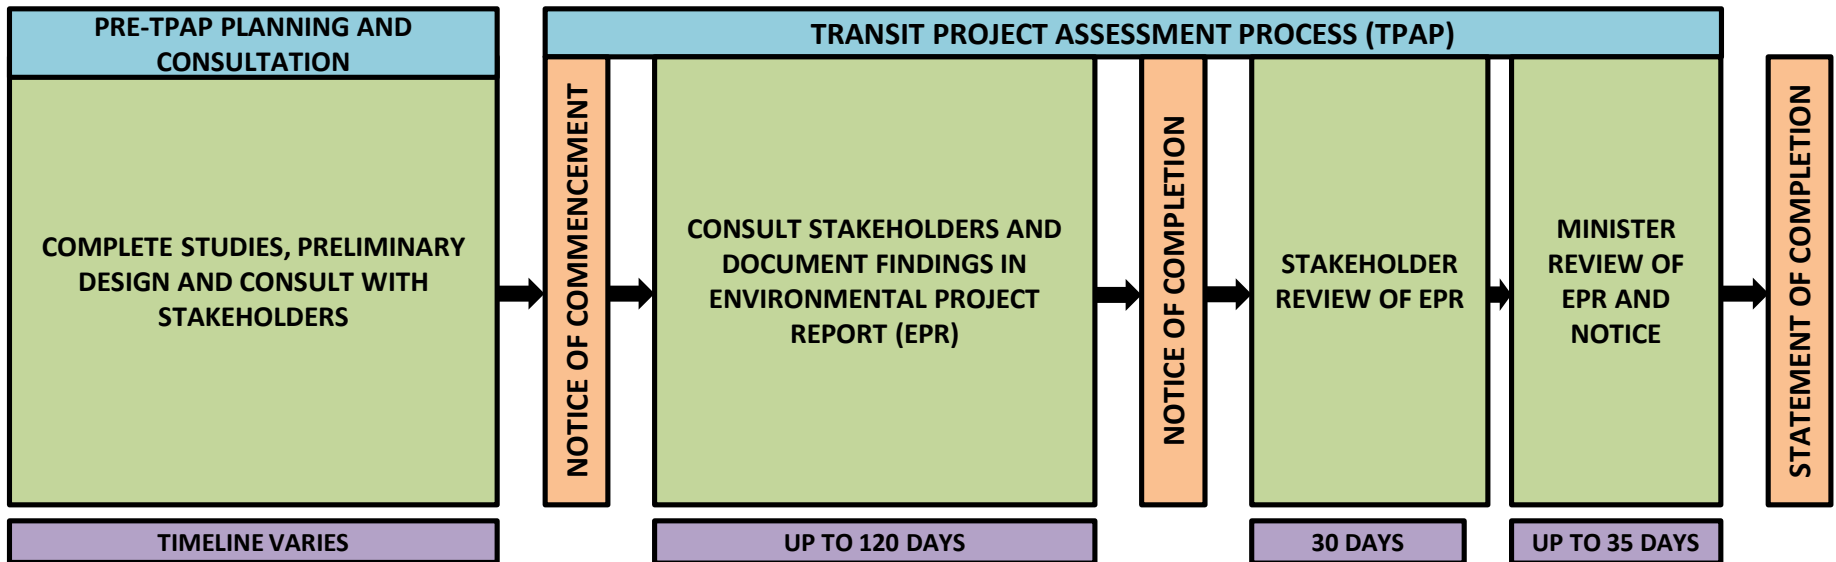 PRE-TPAP PLANNING AND
CONSULTATION
TRANSIT PROJECT ASSESSMENT PROCESS (TPAP)
COMPLETE STUDIES, PRELIMINARY
DESIGN AND CONSULT WITH
STAKEHOLDERS
NOTICE OF COMMENCEMENT
CONSULT STAKEHOLDERS AND
DOCUMENT FINDINGS IN
ENVIRONMENTAL PROJECT
REPORT (EPR)
NOTICE OF COMPLETION
STAKEHOLDER
REVIEW OF EPR
MINISTER
REVIEW OF
EPR AND
NOTICE
STATEMENT OF COMPLETION
TIMELINE VARIES
UP TO 120 DAYS
30 DAYS
UP TO 35 DAYS